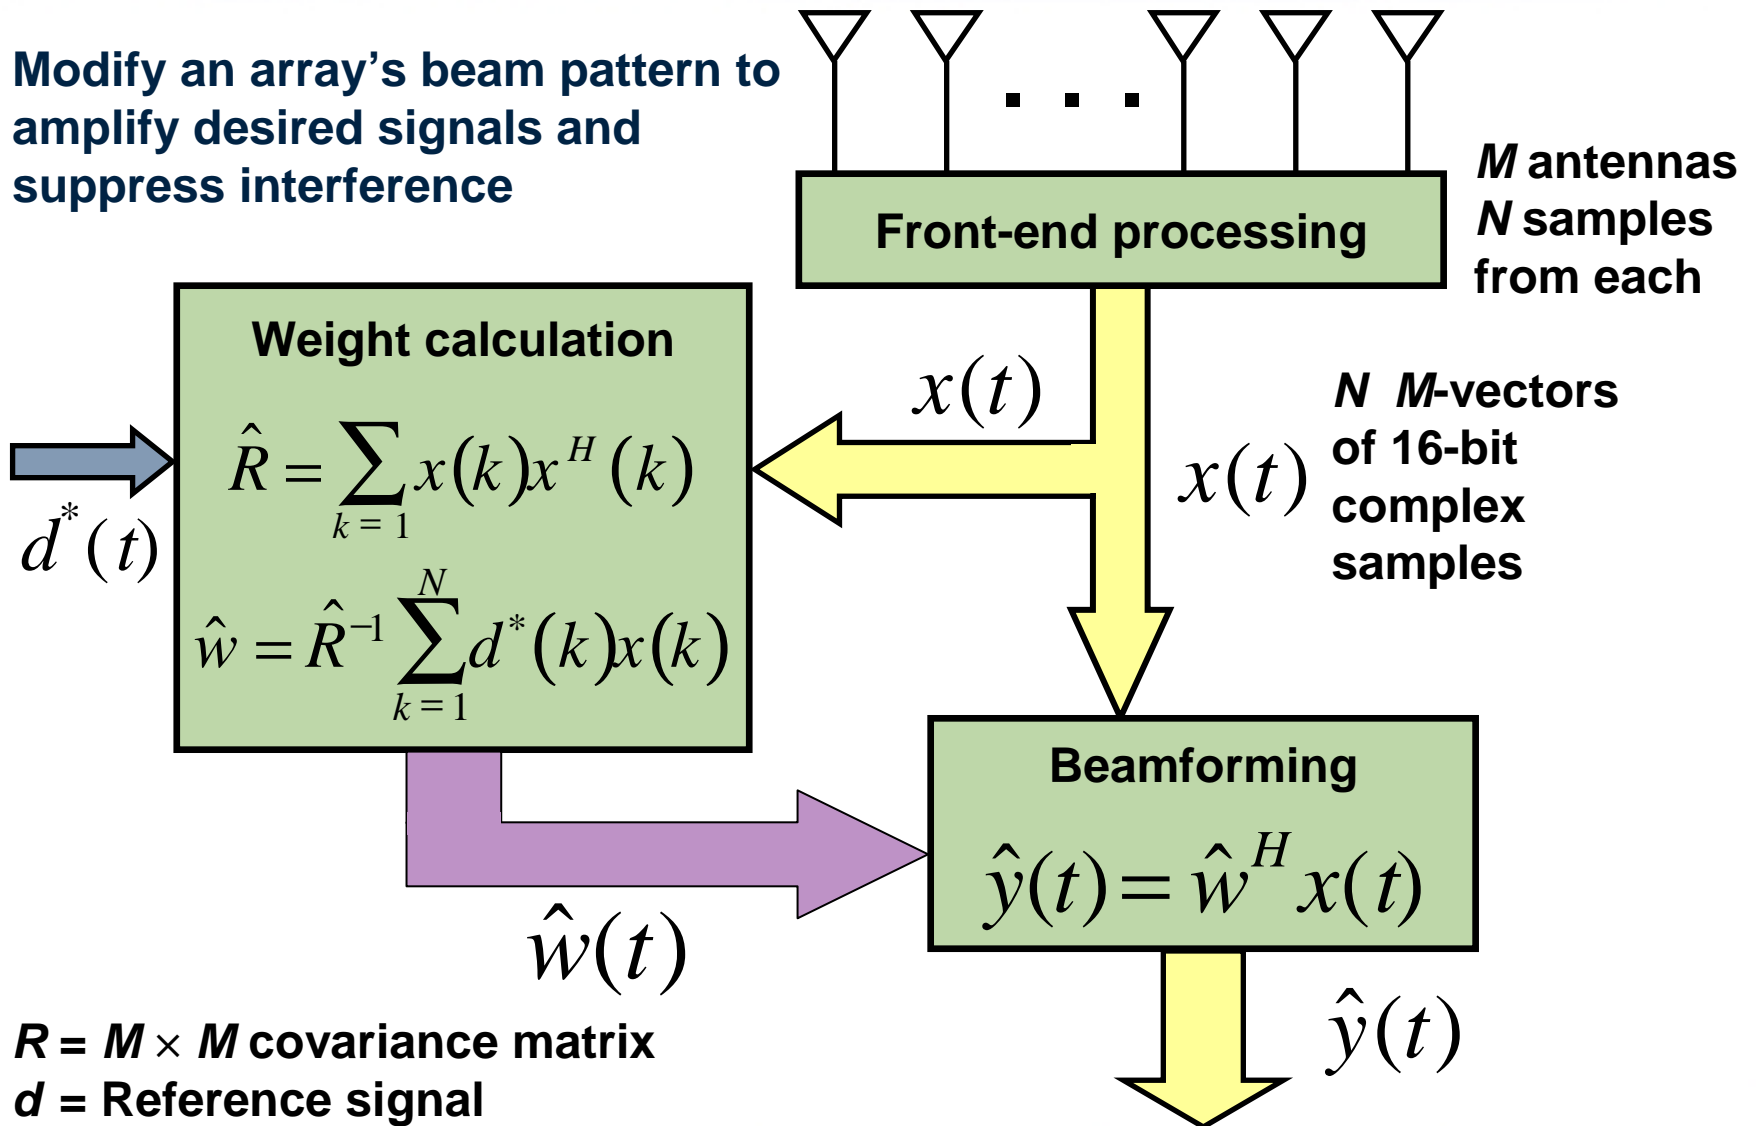 Modify an array's beam pattern to
amplify desired signals and
suppress interference
. . .
M antennas
N samples
from each
Front-end processing
Weight calculation
R̂ = ∑_{k = 1} x(k)x^H(k)
ŵ = R̂^{−1} ∑_{k = 1}^{N} d^*(k)x(k)
d^*(t)
x(t)
x(t)
N M-vectors
of 16-bit
complex
samples
Beamforming
ŷ(t) = ŵ^H x(t)
ŵ(t)
ŷ(t)
R = M × M covariance matrix
d = Reference signal